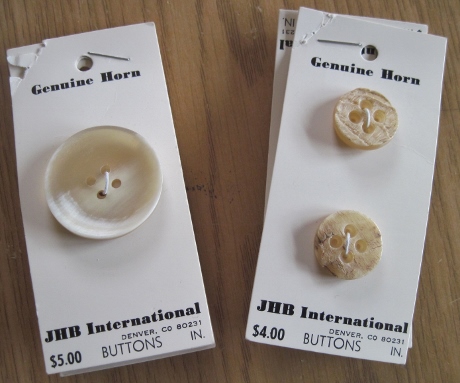 Genuine Horn
JHB International
DENVER, CO 80231
$5.00 BUTTONS IN.
IN.
Genuine Horn
JHB International
DENVER, CO 80231
$4.00 BUTTONS IN.